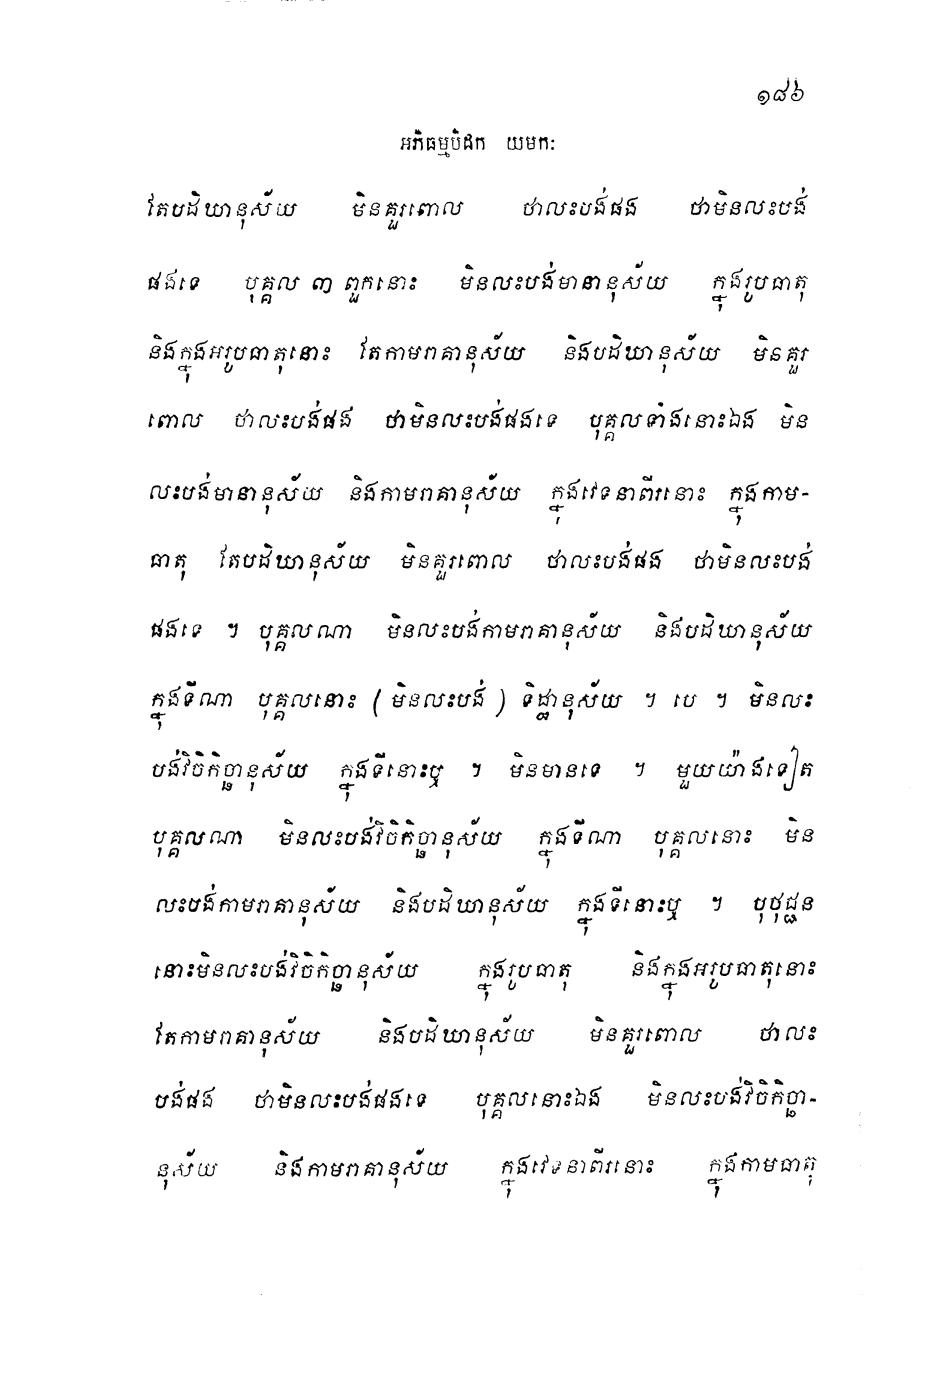 ១៨៦
អភិធម្មបិដក យមកៈ
តែបដិឃានុស័យ មិនគួរពោល ថាលះបង់ផង ថាមិនលះបង់
ផងទេ បុគ្គល ៣ ពួកនោះ មិនលះបង់មានានុស័យ ក្នុងរូបធាតុ
និងក្នុងអរូបធាតុនោះ តែកាមរាគានុស័យ និងបដិឃានុស័យ មិនគួរ
ពោល ថាលះបង់ផង ថាមិនលះបង់ផងទេ បុគ្គលទាំងនោះឯង មិន
លះបង់មានានុស័យ និងកាមរាគានុស័យ ក្នុងវេទនាពីរនោះ ក្នុងកាម-
ធាតុ តែបដិឃានុស័យ មិនគួរពោល ថាលះបង់ផង ថាមិនលះបង់
ផងទេ ។ បុគ្គលណា មិនលះបង់កាមរាគានុស័យ និងបដិឃានុស័យ
ក្នុងទីណា បុគ្គលនោះ (មិនលះបង់) ទិដ្ឋានុស័យ ។ បេ ។ មិនលះ
បង់វិចិកិច្ឆានុស័យ ក្នុងទីនោះឬ ។ មិនមានទេ ។ មួយយ៉ាងទៀត
បុគ្គលណា មិនលះបង់វិចិកិច្ឆានុស័យ ក្នុងទីណា បុគ្គលនោះ មិន
លះបង់កាមរាគានុស័យ និងបដិឃានុស័យ ក្នុងទីនោះឬ ។ បុថុជ្ជន
នោះមិនលះបង់វិចិកិច្ឆានុស័យ ក្នុងរូបធាតុ និងក្នុងអរូបធាតុនោះ
តែកាមរាគានុស័យ និងបដិឃានុស័យ មិនគួរពោល ថាលះ
បង់ផង ថាមិនលះបង់ផងទេ បុគ្គលនោះឯង មិនលះបង់វិចិកិច្ឆា-
នុស័យ និងកាមរាគានុស័យ ក្នុងវេទនាពីរនោះ ក្នុងកាមធាតុ